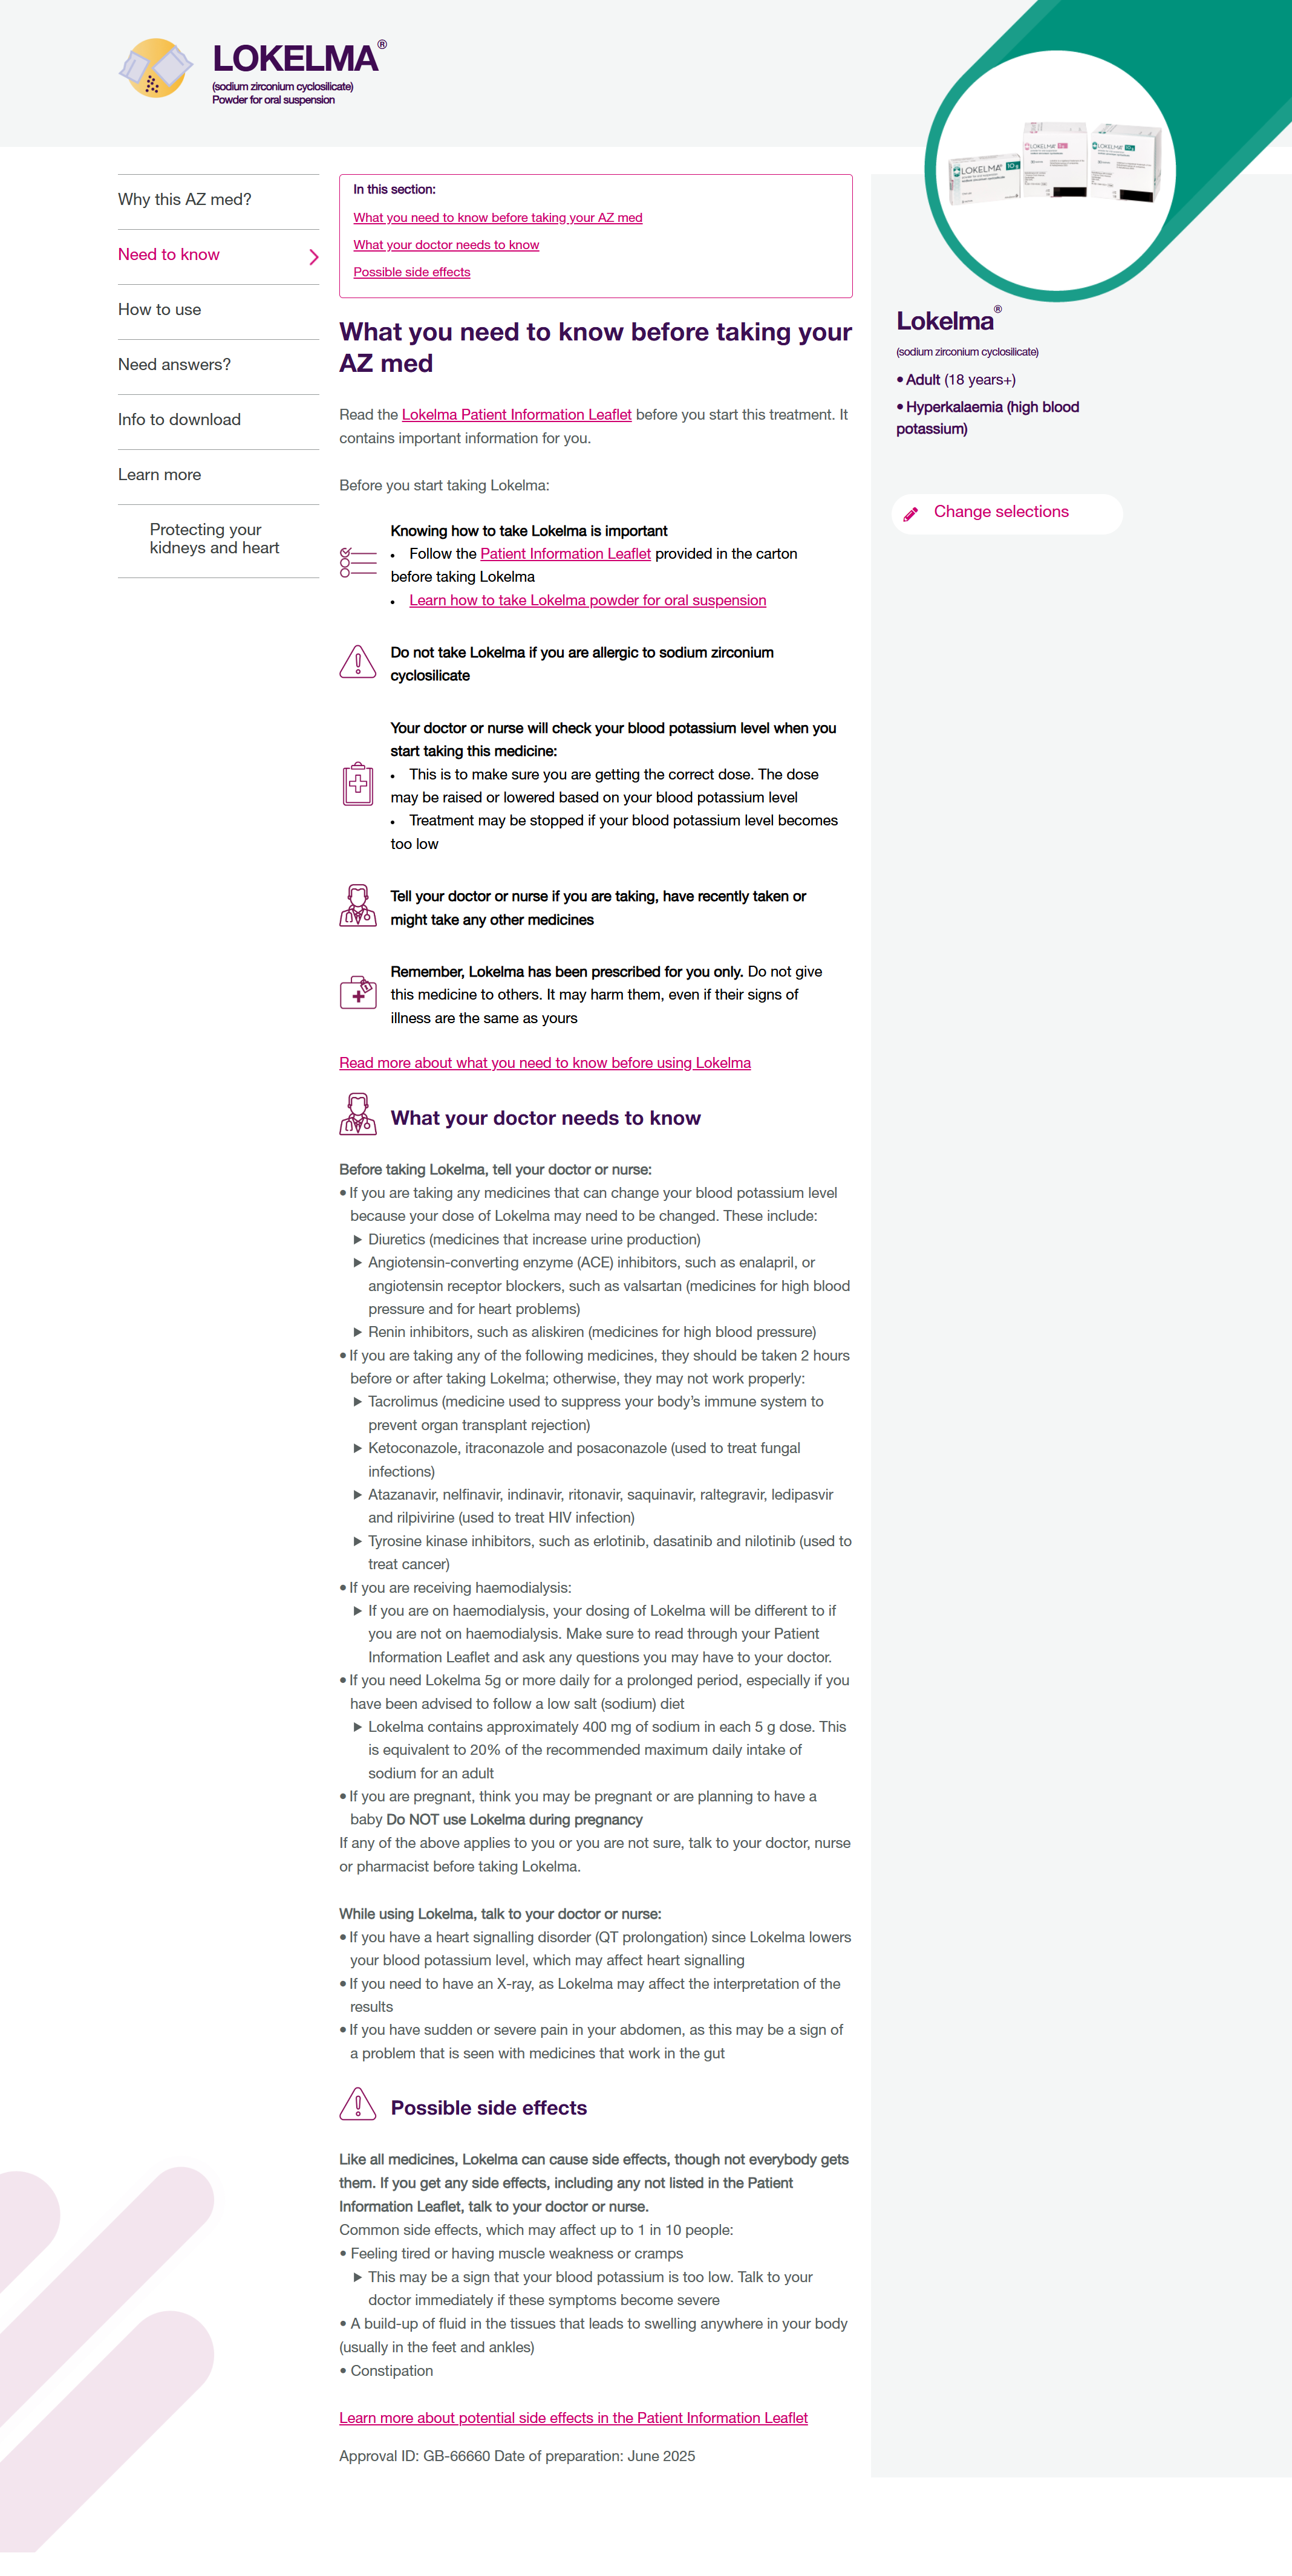 LOKELMA®
(sodium zirconium cyclosilicate)
Powder for oral suspension
LOKELMA® 10g
LOKELMA® 5g
LOKELMA® 10g
Why this AZ med?
Need to know
How to use
Need answers?
Info to download
Learn more
Protecting your
kidneys and heart
In this section:
What you need to know before taking your AZ med
What your doctor needs to know
Possible side effects
What you need to know before taking your
AZ med
Read the Lokelma Patient Information Leaflet before you start this treatment. It
contains important information for you.
Before you start taking Lokelma:
Knowing how to take Lokelma is important
• Follow the Patient Information Leaflet provided in the carton
before taking Lokelma
• Learn how to take Lokelma powder for oral suspension
Do not take Lokelma if you are allergic to sodium zirconium
cyclosilicate
Your doctor or nurse will check your blood potassium level when you
start taking this medicine:
• This is to make sure you are getting the correct dose. The dose
may be raised or lowered based on your blood potassium level
• Treatment may be stopped if your blood potassium level becomes
too low
Tell your doctor or nurse if you are taking, have recently taken or
might take any other medicines
Remember, Lokelma has been prescribed for you only. Do not give
this medicine to others. It may harm them, even if their signs of
illness are the same as yours
Read more about what you need to know before using Lokelma
What your doctor needs to know
Before taking Lokelma, tell your doctor or nurse:
• If you are taking any medicines that can change your blood potassium level
because your dose of Lokelma may need to be changed. These include:
► Diuretics (medicines that increase urine production)
► Angiotensin-converting enzyme (ACE) inhibitors, such as enalapril, or
angiotensin receptor blockers, such as valsartan (medicines for high blood
pressure and for heart problems)
► Renin inhibitors, such as aliskiren (medicines for high blood pressure)
• If you are taking any of the following medicines, they should be taken 2 hours
before or after taking Lokelma; otherwise, they may not work properly:
► Tacrolimus (medicine used to suppress your body’s immune system to
prevent organ transplant rejection)
► Ketoconazole, itraconazole and posaconazole (used to treat fungal
infections)
► Atazanavir, nelfinavir, indinavir, ritonavir, saquinavir, raltegravir, ledipasvir
and rilpivirine (used to treat HIV infection)
► Tyrosine kinase inhibitors, such as erlotinib, dasatinib and nilotinib (used to
treat cancer)
• If you are receiving haemodialysis:
► If you are on haemodialysis, your dosing of Lokelma will be different to if
you are not on haemodialysis. Make sure to read through your Patient
Information Leaflet and ask any questions you may have to your doctor.
• If you need Lokelma 5g or more daily for a prolonged period, especially if you
have been advised to follow a low salt (sodium) diet
► Lokelma contains approximately 400 mg of sodium in each 5 g dose. This
is equivalent to 20% of the recommended maximum daily intake of
sodium for an adult
• If you are pregnant, think you may be pregnant or are planning to have a
baby Do NOT use Lokelma during pregnancy
If any of the above applies to you or you are not sure, talk to your doctor, nurse
or pharmacist before taking Lokelma.
While using Lokelma, talk to your doctor or nurse:
• If you have a heart signalling disorder (QT prolongation) since Lokelma lowers
your blood potassium level, which may affect heart signalling
• If you need to have an X-ray, as Lokelma may affect the interpretation of the
results
• If you have sudden or severe pain in your abdomen, as this may be a sign of
a problem that is seen with medicines that work in the gut
Possible side effects
Like all medicines, Lokelma can cause side effects, though not everybody gets
them. If you get any side effects, including any not listed in the Patient
Information Leaflet, talk to your doctor or nurse.
Common side effects, which may affect up to 1 in 10 people:
• Feeling tired or having muscle weakness or cramps
► This may be a sign that your blood potassium is too low. Talk to your
doctor immediately if these symptoms become severe
• A build-up of fluid in the tissues that leads to swelling anywhere in your body
(usually in the feet and ankles)
• Constipation
Learn more about potential side effects in the Patient Information Leaflet
Approval ID: GB-66660 Date of preparation: June 2025
Lokelma®
(sodium zirconium cyclosilicate)
• Adult (18 years+)
• Hyperkalaemia (high blood
potassium)
Change selections